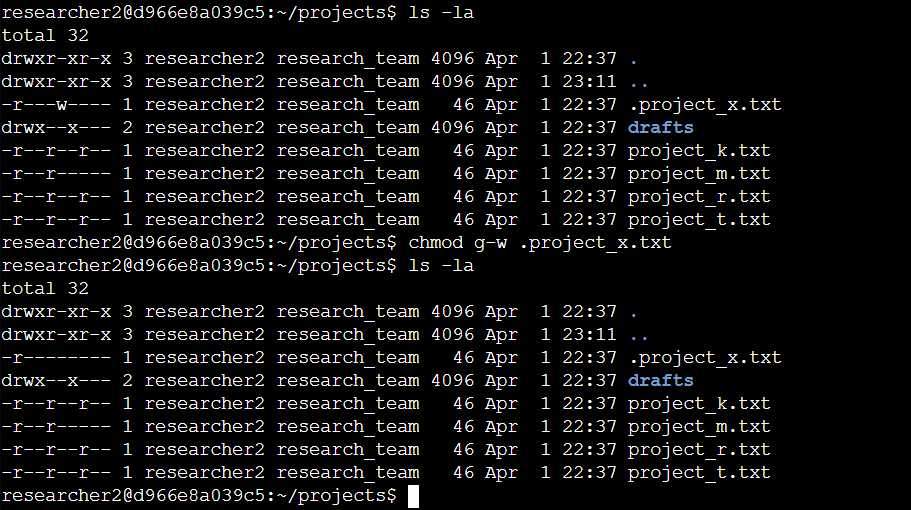 researcher2@d966e8a039c5:~/projects$ ls -la
total 32
drwxr-xr-x 3 researcher2 research_team 4096 Apr  1 22:37 .
drwxr-xr-x 3 researcher2 research_team 4096 Apr  1 23:11 ..
-r---w---- 1 researcher2 research_team   46 Apr  1 22:37 .project_x.txt
drwx--x--- 2 researcher2 research_team 4096 Apr  1 22:37 drafts
-r--r--r-- 1 researcher2 research_team   46 Apr  1 22:37 project_k.txt
-r--r----- 1 researcher2 research_team   46 Apr  1 22:37 project_m.txt
-r--r--r-- 1 researcher2 research_team   46 Apr  1 22:37 project_r.txt
-r--r--r-- 1 researcher2 research_team   46 Apr  1 22:37 project_t.txt
researcher2@d966e8a039c5:~/projects$ chmod g-w .project_x.txt
researcher2@d966e8a039c5:~/projects$ ls -la
total 32
drwxr-xr-x 3 researcher2 research_team 4096 Apr  1 22:37 .
drwxr-xr-x 3 researcher2 research_team 4096 Apr  1 23:11 ..
-r-------- 1 researcher2 research_team   46 Apr  1 22:37 .project_x.txt
drwx--x--- 2 researcher2 research_team 4096 Apr  1 22:37 drafts
-r--r--r-- 1 researcher2 research_team   46 Apr  1 22:37 project_k.txt
-r--r----- 1 researcher2 research_team   46 Apr  1 22:37 project_m.txt
-r--r--r-- 1 researcher2 research_team   46 Apr  1 22:37 project_r.txt
-r--r--r-- 1 researcher2 research_team   46 Apr  1 22:37 project_t.txt
researcher2@d966e8a039c5:~/projects$